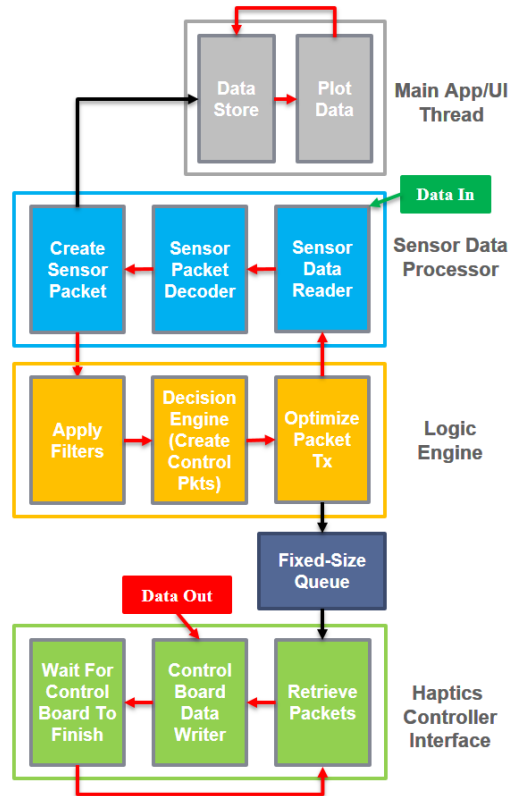 Data
Store
Plot
Data
Main App/UI
Thread
Data In
Create
Sensor
Packet
Sensor
Packet
Decoder
Sensor
Data
Reader
Sensor Data
Processor
Apply
Filters
Decision
Engine
(Create
Control
Pkts)
Optimize
Packet
Tx
Logic
Engine
Fixed-Size
Queue
Data Out
Wait For
Control
Board To
Finish
Control
Board
Data
Writer
Retrieve
Packets
Haptics
Controller
Interface